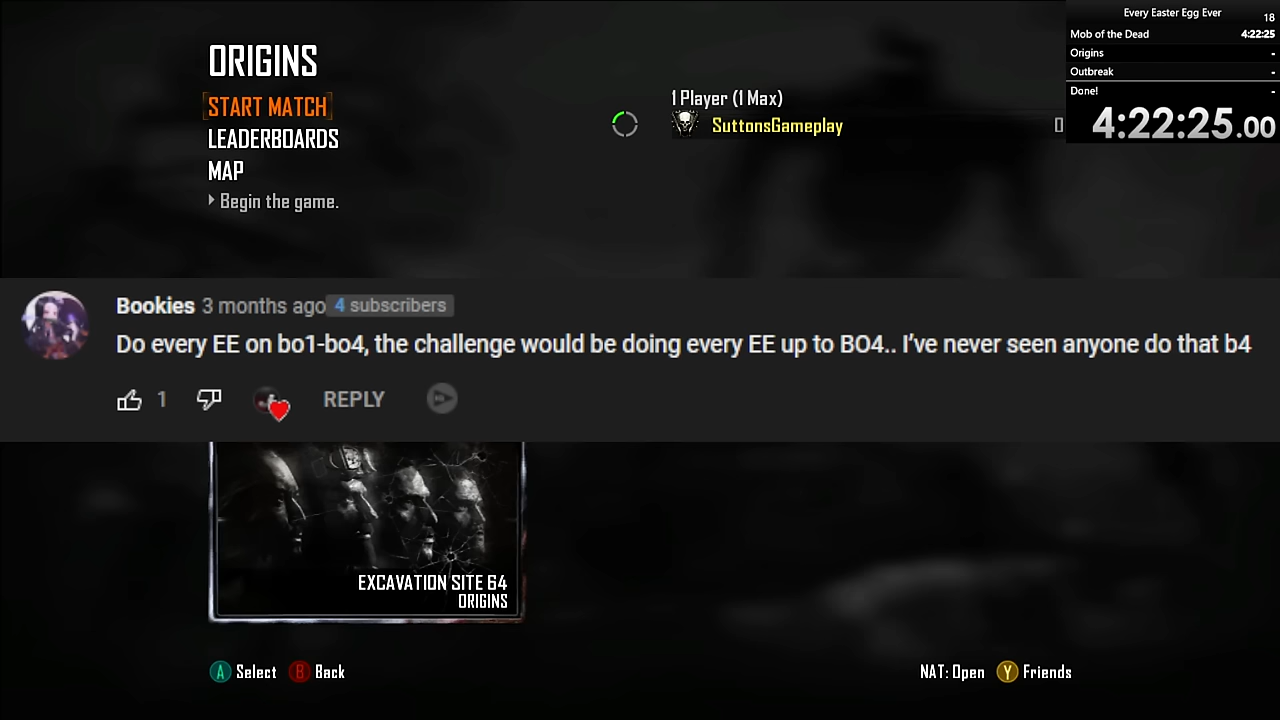 ORIGINS
START MATCH
LEADERBOARDS
MAP
Begin the game.
1 Player (1 Max)
SuttonsGameplay
0
Every Easter Egg Ever
18
Mob of the Dead 4:22:25
Origins -
Outbreak -
Done! -
4:22:25.00
Bookies 3 months ago 4 subscribers
Do every EE on bo1-bo4, the challenge would be doing every EE up to BO4.. I've never seen anyone do that b4
1 REPLY
EXCAVATION SITE 64
ORIGINS
A Select B Back
NAT: Open Y Friends